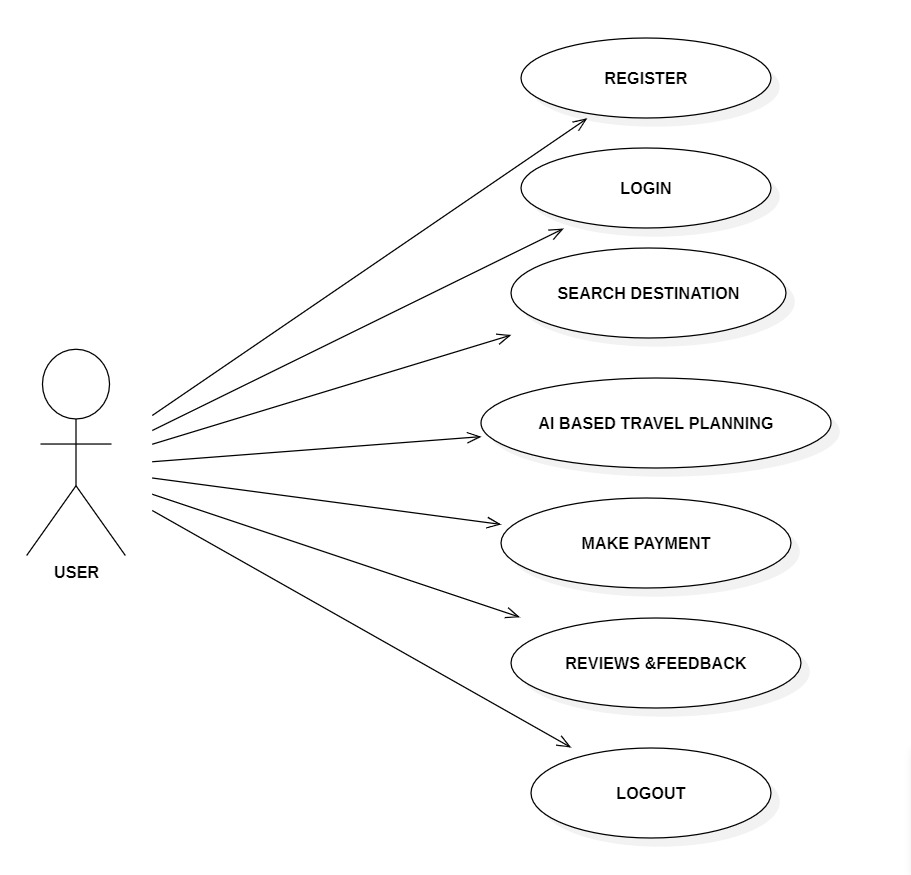 REGISTER
LOGIN
SEARCH DESTINATION
AI BASED TRAVEL PLANNING
USER
MAKE PAYMENT
REVIEWS &FEEDBACK
LOGOUT